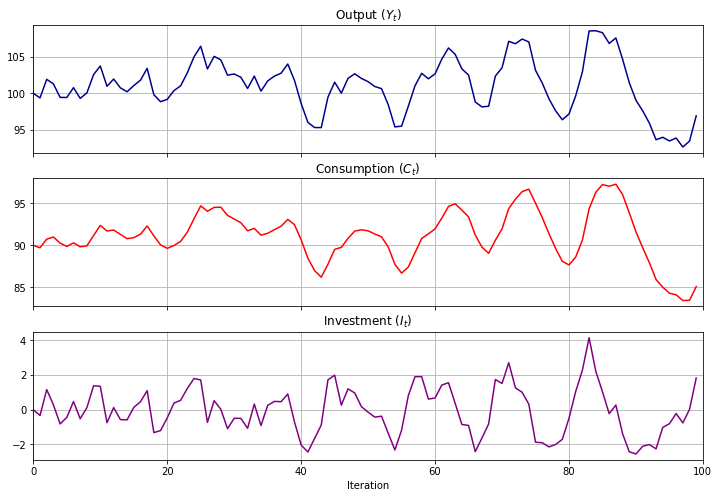 Output (Y_t)
105
100
95
Consumption (C_t)
95
90
85
Investment (I_t)
4
2
0
−2
0 20 40 60 80 100
Iteration